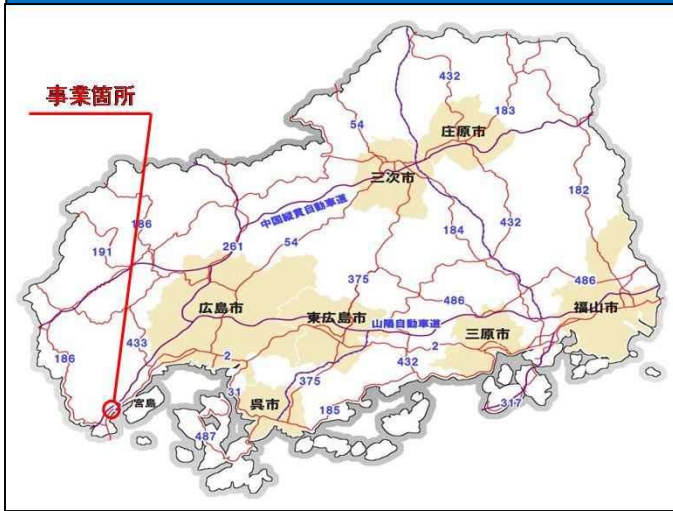 事業箇所
432
183
54
庄原市
三次市
182
186
中国縦貫自動車道
432
184
191
261
54
375
486
486
広島市
東広島市
福山市
山陽自動車道
三原市
433
2
2
186
432
31
375
宮島
呉市
185
317
487